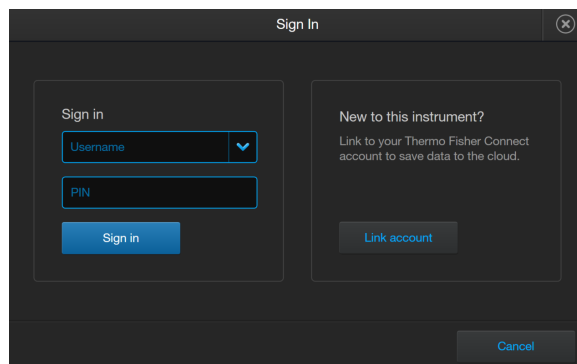 Sign In
Sign in
Username
PIN
Sign in
New to this instrument?
Link to your Thermo Fisher Connect
account to save data to the cloud.
Link account
Cancel